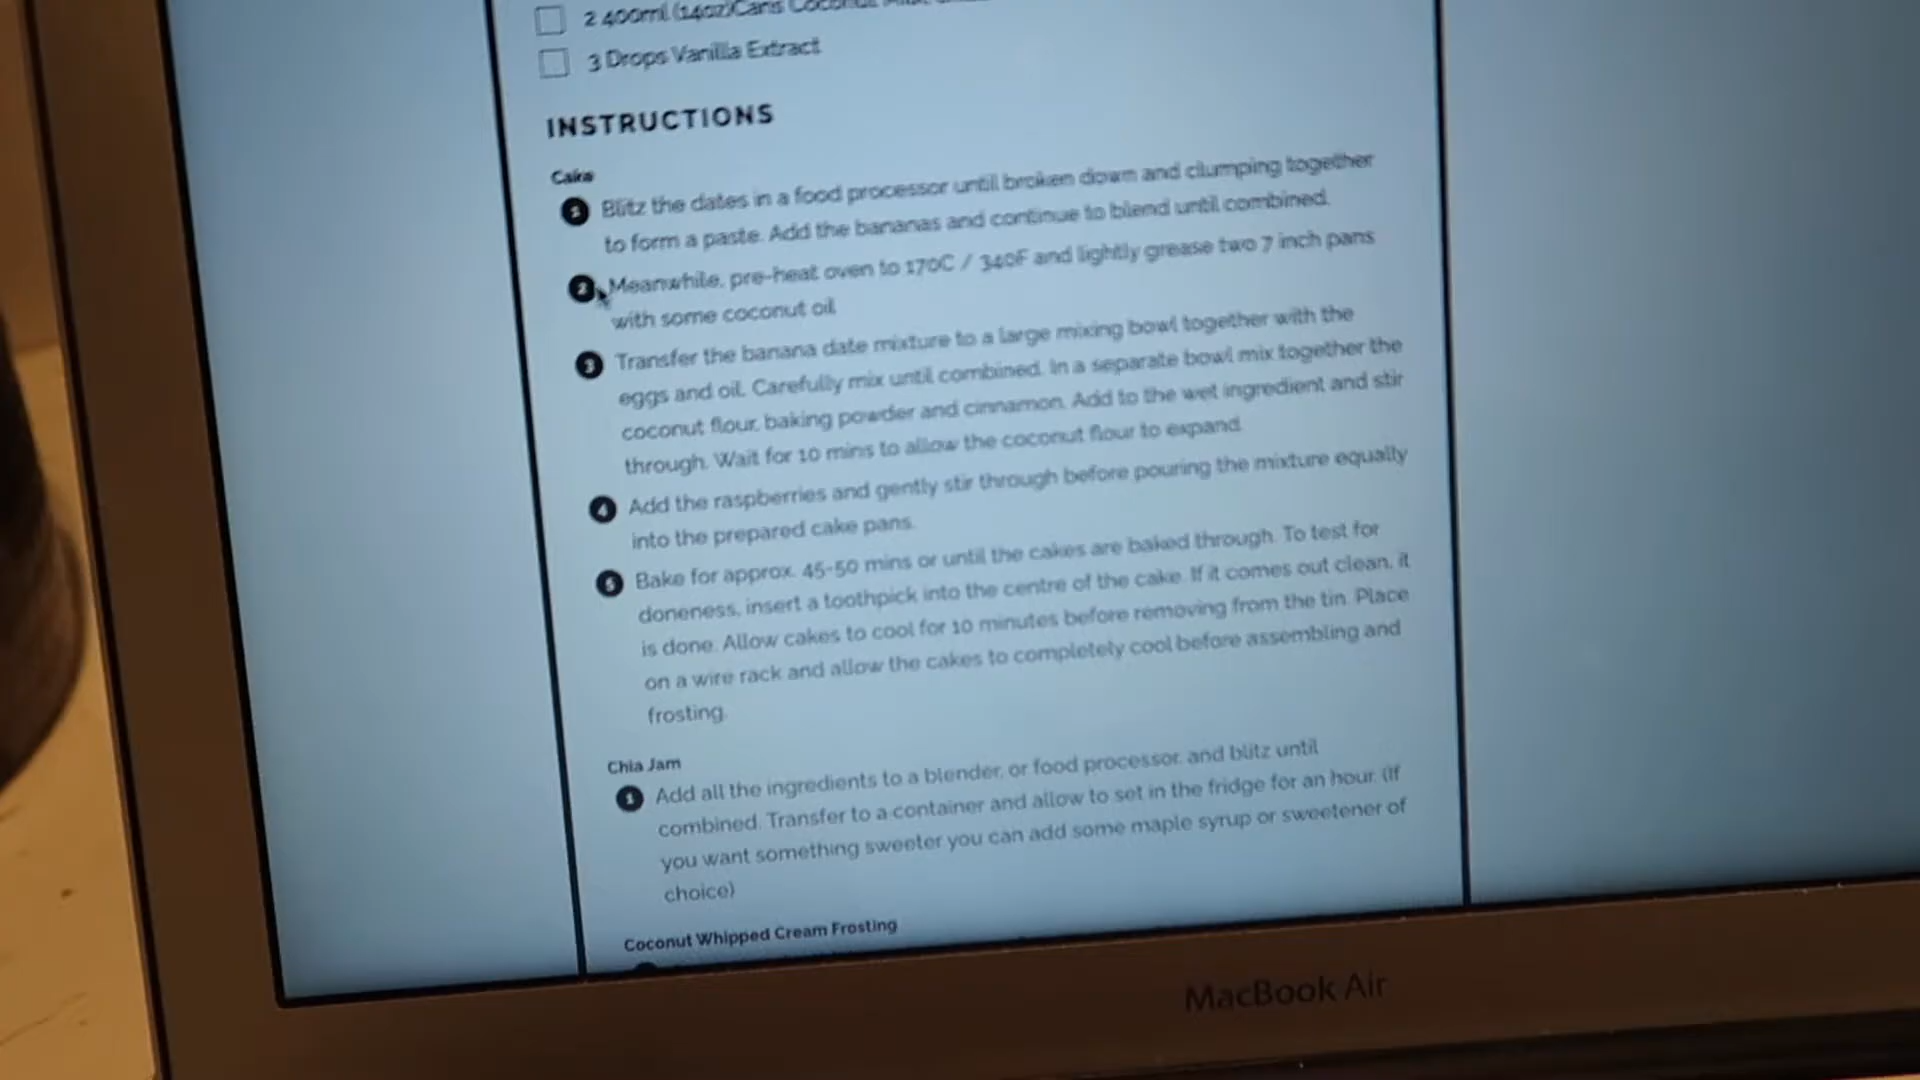 2 400ml (14oz)Cans Coconut
3 Drops Vanilla Extract
INSTRUCTIONS
Cake
1 Blitz the dates in a food processor until broken down and clumping together
to form a paste. Add the bananas and continue to blend until combined.
2 Meanwhile, pre-heat oven to 170C / 340F and lightly grease two 7 inch pans
with some coconut oil
3 Transfer the banana date mixture to a large mixing bowl together with the
eggs and oil. Carefully mix until combined. In a separate bowl mix together the
coconut flour, baking powder and cinnamon. Add to the wet ingredient and stir
through. Wait for 10 mins to allow the coconut flour to expand.
4 Add the raspberries and gently stir through before pouring the mixture equally
into the prepared cake pans.
5 Bake for approx. 45-50 mins or until the cakes are baked through. To test for
doneness, insert a toothpick into the centre of the cake. If it comes out clean, it
is done. Allow cakes to cool for 10 minutes before removing from the tin. Place
on a wire rack and allow the cakes to completely cool before assembling and
frosting.
Chia Jam
1 Add all the ingredients to a blender, or food processor, and blitz until
combined. Transfer to a container and allow to set in the fridge for an hour. (If
you want something sweeter you can add some maple syrup or sweetener of
choice)
Coconut Whipped Cream Frosting
MacBook Air